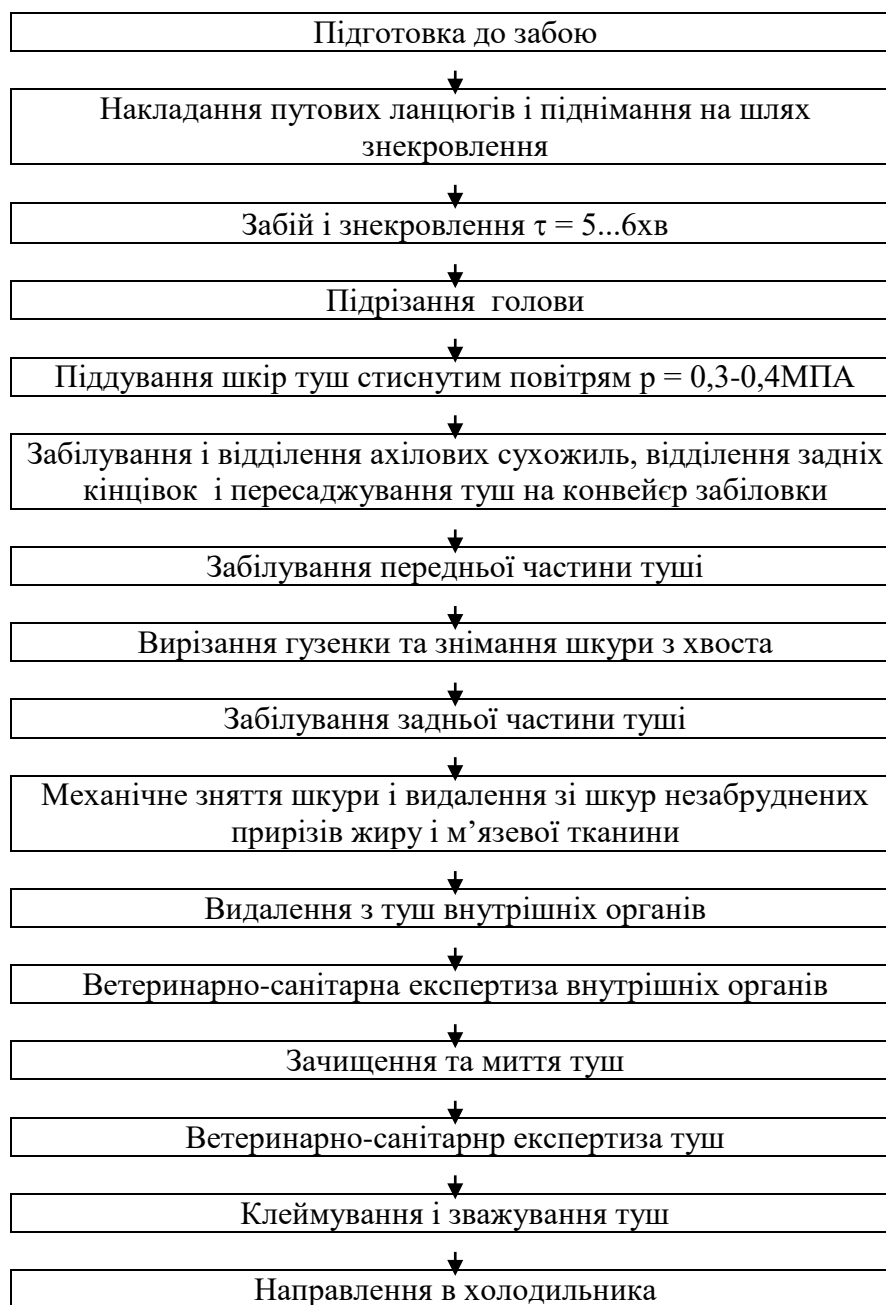 Підготовка до забою
Накладання путових ланцюгів і піднімання на шлях
знекровлення
Забій і знекровлення τ = 5...6хв
Підрізання голови
Піддування шкір туш стиснутим повітрям р = 0,3-0,4МПА
Забілування і відділення ахілових сухожиль, відділення задніх
кінцівок і пересаджування туш на конвейєр забіловки
Забілування передньої частини туші
Вирізання гузенки та знімання шкури з хвоста
Забілування задньої частини туші
Механічне зняття шкури і видалення зі шкур незабруднених
прирізів жиру і м’язевої тканини
Видалення з туш внутрішніх органів
Ветеринарно-санітарна експертиза внутрішніх органів
Зачищення та миття туш
Ветеринарно-санітарнр експертиза туш
Клеймування і зважування туш
Направлення в холодильника